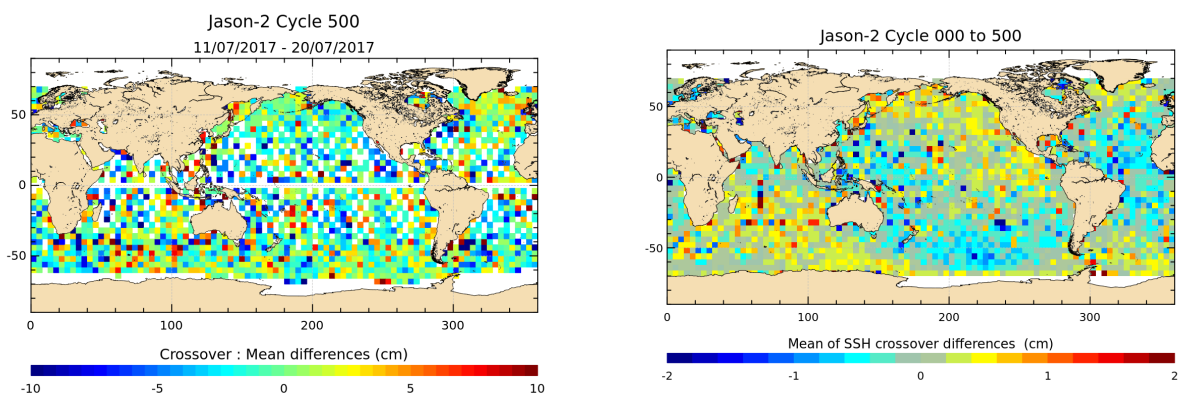 Jason-2 Cycle 500
11/07/2017 - 20/07/2017
50
0
-50
0 100 200 300
Crossover : Mean differences (cm)
-10 -5 0 5 10
Jason-2 Cycle 000 to 500
50
0
-50
0 100 200 300
Mean of SSH crossover differences (cm)
-2 -1 0 1 2